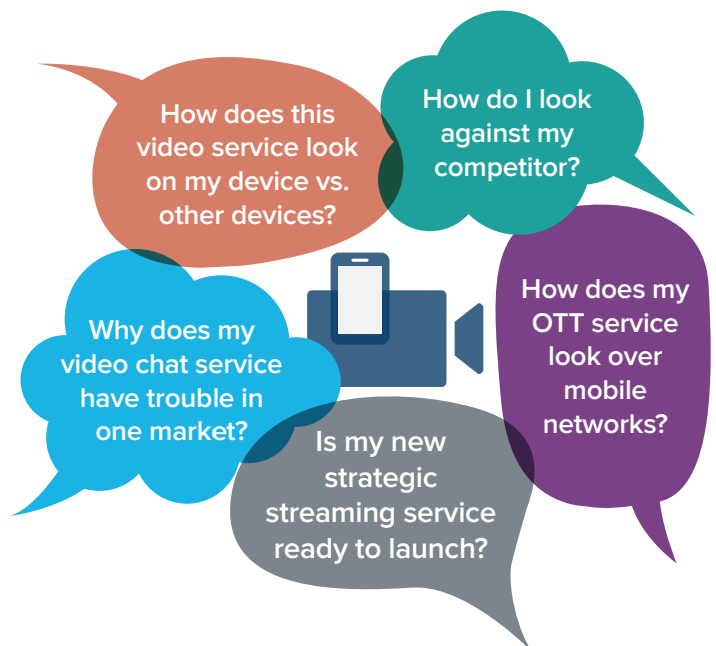 How does this
video service look
on my device vs.
other devices?
How do I look
against my
competitor?
How does my
OTT service
look over
mobile
networks?
Why does my
video chat service
have trouble in
one market?
Is my new
strategic
streaming service
ready to launch?